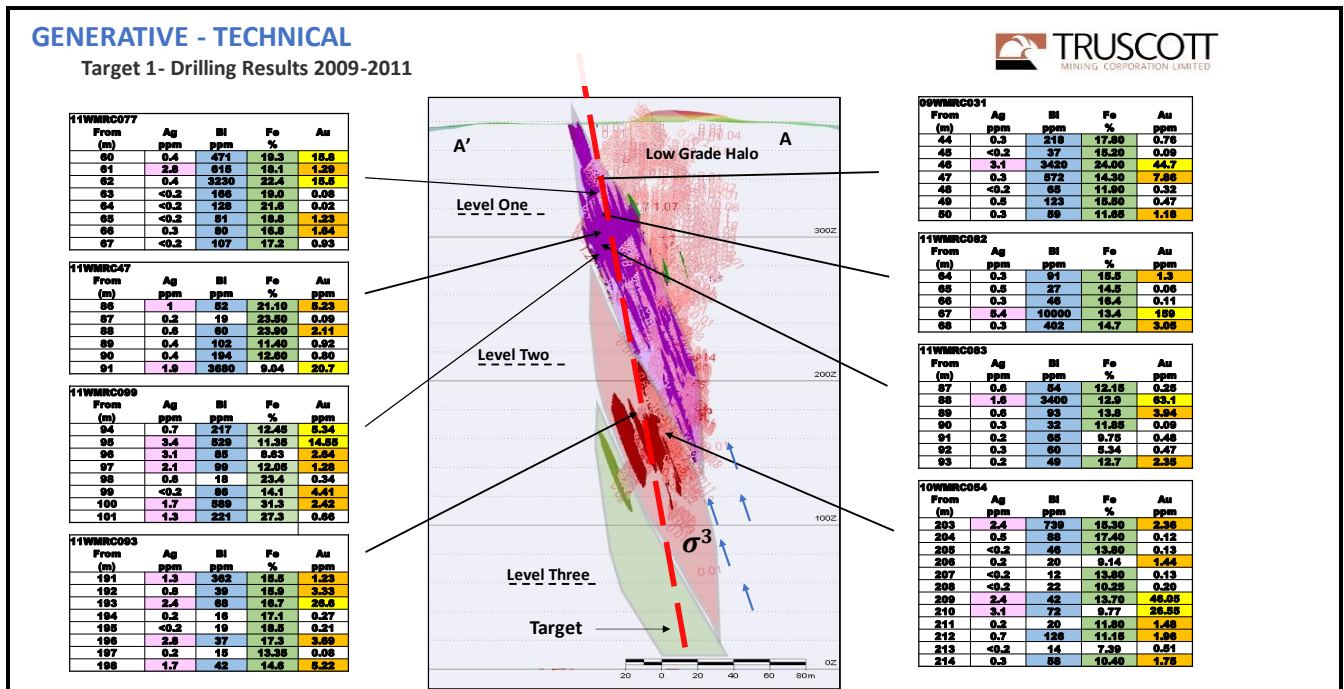 GENERATIVE - TECHNICAL
Target 1- Drilling Results 2009-2011
TRUSCOTT
MINING CORPORATION LIMITED
11WMRC077
From Ag Bi Fe Au
(m) ppm ppm % ppm
60 0.4 471 19.3 15.8
61 2.8 615 18.1 1.29
62 0.4 3230 22.4 15.5
63 <0.2 166 19.0 0.08
64 <0.2 128 21.6 0.02
65 <0.2 51 18.8 1.23
66 0.3 80 16.8 1.64
67 <0.2 107 17.2 0.93
11WMRC47
From Ag Bi Fe Au
(m) ppm ppm % ppm
86 1 52 21.10 5.23
87 0.2 19 23.50 0.09
88 0.6 60 23.90 2.11
89 0.4 102 11.40 0.92
90 0.4 194 12.60 0.80
91 1.9 3680 9.04 20.7
11WMRC099
From Ag Bi Fe Au
(m) ppm ppm % ppm
94 0.7 217 12.45 5.34
95 3.4 529 11.35 14.55
96 3.1 85 8.63 2.64
97 2.1 99 12.05 1.28
98 0.6 18 23.4 0.34
99 <0.2 86 14.1 4.41
100 1.7 589 31.3 2.42
101 1.3 221 27.3 0.66
11WMRC093
From Ag Bi Fe Au
(m) ppm ppm % ppm
191 1.3 362 15.5 1.23
192 0.8 39 15.9 3.33
193 2.4 68 16.7 26.6
194 0.2 16 17.1 0.27
195 <0.2 19 18.5 0.21
196 2.8 37 17.3 3.69
197 0.2 15 13.35 0.08
198 1.7 42 14.6 5.22
A' A
Low Grade Halo
Level One
7 1.07
300Z
Level Two
200Z
100Z
σ³
0.01
Level Three
Target
0Z
20 0 20 40 60 80m
09WMRC031
From Ag Bi Fe Au
(m) ppm ppm % ppm
44 0.3 218 17.80 0.76
45 <0.2 37 15.20 0.09
46 3.1 3420 24.00 44.7
47 0.3 572 14.30 7.86
48 <0.2 65 11.90 0.32
49 0.5 123 15.50 0.47
50 0.3 59 11.65 1.18
11WMRC082
From Ag Bi Fe Au
(m) ppm ppm % ppm
64 0.3 91 15.5 1.3
65 0.5 27 14.5 0.06
66 0.3 46 16.4 0.11
67 5.4 10000 13.4 159
68 0.3 402 14.7 3.05
11WMRC083
From Ag Bi Fe Au
(m) ppm ppm % ppm
87 0.6 54 12.15 0.25
88 1.6 3400 12.9 63.1
89 0.6 93 13.8 3.94
90 0.3 32 11.85 0.09
91 0.2 65 9.75 0.48
92 0.3 60 5.34 0.47
93 0.2 49 12.7 2.35
10WMRC054
From Ag Bi Fe Au
(m) ppm ppm % ppm
203 2.4 739 15.30 2.36
204 0.5 88 17.40 0.12
205 <0.2 46 13.80 0.13
206 0.2 20 9.14 1.44
207 <0.2 12 13.80 0.13
208 <0.2 22 10.25 0.20
209 2.4 42 13.70 46.05
210 3.1 72 9.77 26.55
211 0.2 20 11.80 1.48
212 0.7 126 11.15 1.96
213 <0.2 14 7.39 0.51
214 0.3 58 10.40 1.75